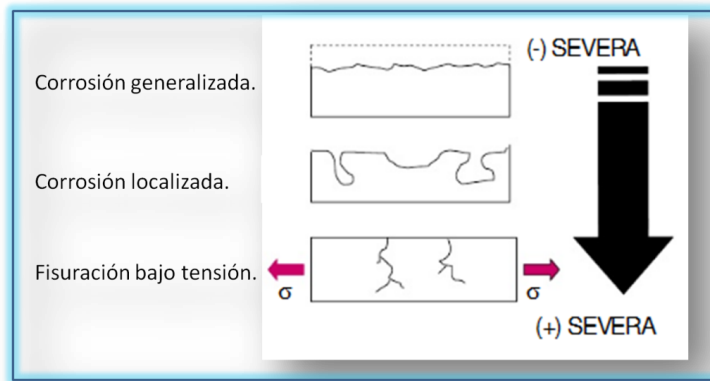 (-) SEVERA
Corrosión generalizada.
Corrosión localizada.
Fisuración bajo tensión.
σ
σ
(+) SEVERA